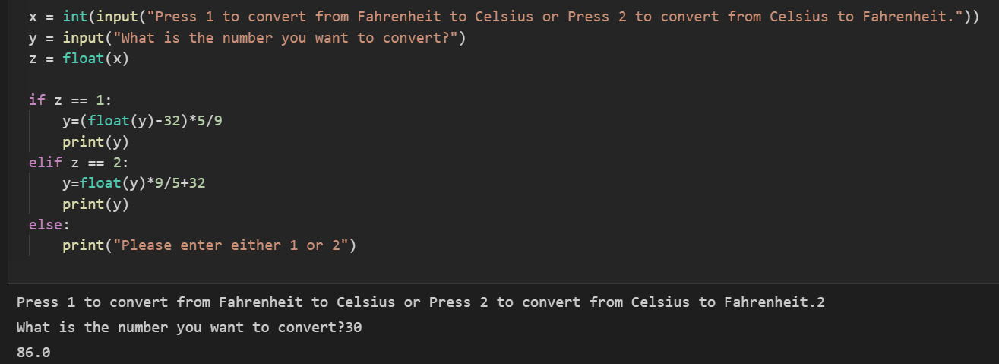 x = int(input("Press 1 to convert from Fahrenheit to Celsius or Press 2 to convert from Celsius to Fahrenheit."))
y = input("What is the number you want to convert?")
z = float(x)

if z == 1:
    y=(float(y)-32)*5/9
    print(y)
elif z == 2:
    y=float(y)*9/5+32
    print(y)
else:
    print("Please enter either 1 or 2")

Press 1 to convert from Fahrenheit to Celsius or Press 2 to convert from Celsius to Fahrenheit.2
What is the number you want to convert?30
86.0